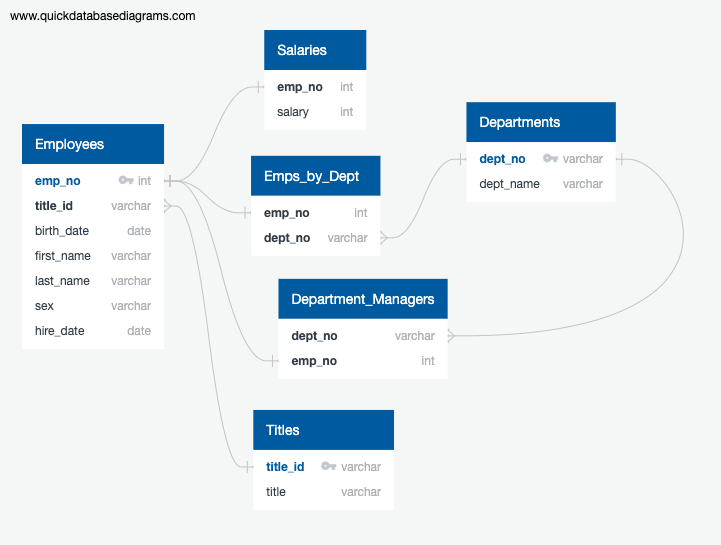 www.quickdatabasediagrams.com
Salaries
emp_no int
salary int
Employees
emp_no int
title_id varchar
birth_date date
first_name varchar
last_name varchar
sex varchar
hire_date date
Emps_by_Dept
emp_no int
dept_no varchar
Departments
dept_no varchar
dept_name varchar
Department_Managers
dept_no varchar
emp_no int
Titles
title_id varchar
title varchar